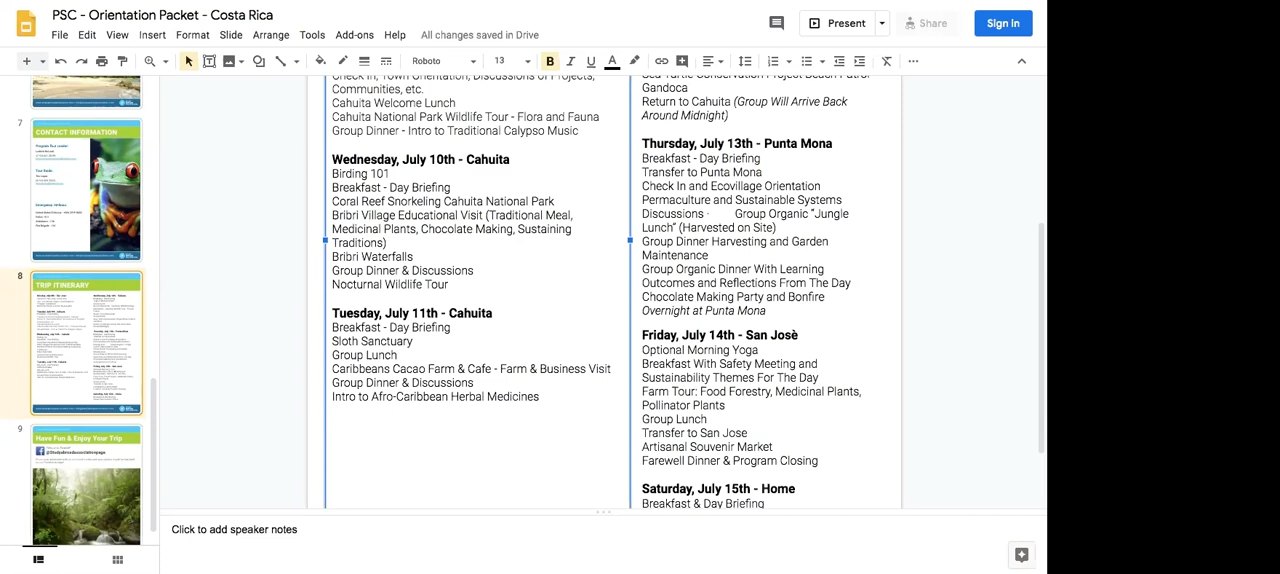 PSC - Orientation Packet - Costa Rica
File Edit View Insert Format Slide Arrange Tools Add-ons Help All changes saved in Drive
Present
Share
Sign in
Roboto
13
Check In, Town Orientation, Discussions of Projects,
Communities, etc.
Cahuita Welcome Lunch
Cahuita National Park Wildlife Tour - Flora and Fauna
Group Dinner - Intro to Traditional Calypso Music
Wednesday, July 10th - Cahuita
Birding 101
Breakfast - Day Briefing
Coral Reef Snorkeling Cahuita National Park
Bribri Village Educational Visit (Traditional Meal,
Medicinal Plants, Chocolate Making, Sustaining
Traditions)
Bribri Waterfalls
Group Dinner & Discussions
Nocturnal Wildlife Tour
Tuesday, July 11th - Cahuita
Breakfast - Day Briefing
Sloth Sanctuary
Group Lunch
Caribbeans Cacao Farm & Cafe - Farm & Business Visit
Group Dinner & Discussions
Intro to Afro-Caribbean Herbal Medicines
Sea Turtle Conservation Project Beach Patrol
Gandoca
Return to Cahuita (Group Will Arrive Back
Around Midnight)
Thursday, July 13th - Punta Mona
Breakfast - Day Briefing
Transfer to Punta Mona
Check In and Ecovillage Orientation
Permaculture and Sustainable Systems
Discussions · Group Organic “Jungle
Lunch” (Harvested on Site)
Group Dinner Harvesting and Garden
Maintenance
Group Organic Dinner With Learning
Outcomes and Reflections From The Day
Chocolate Making Party and Bonfire
Overnight at Punta Mona
Friday, July 14th - San Josè
Optional Morning Yoga
Breakfast With Safety Meeting and
Sustainability Themes For The Day
Farm Tour: Food Forestry, Medicinal Plants,
Pollinator Plants
Group Lunch
Transfer to San Jose
Artisanal Souvenir Market
Farewell Dinner & Program Closing
Saturday, July 15th - Home
Breakfast & Day Briefing
7
CONTACT INFORMATION
8
TRIP ITINERARY
9
Have Fun & Enjoy Your Trip
Click to add speaker notes